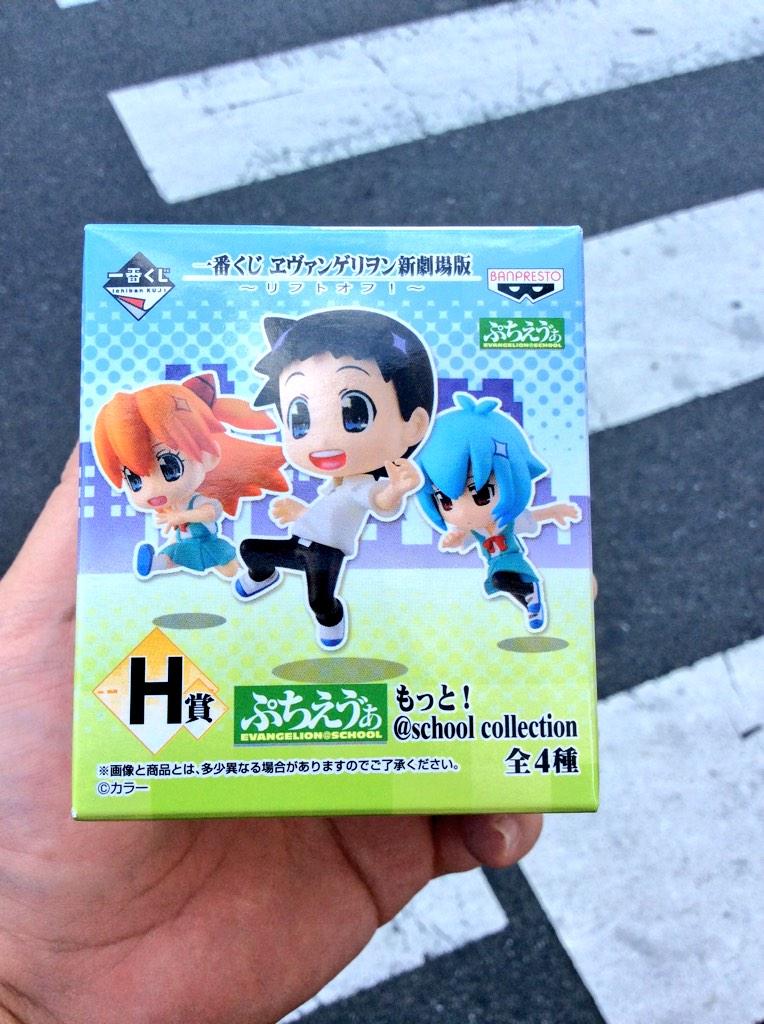 一番くじ
Ichiban KUJI
一番くじ ヱヴァンゲリヲン新劇場版
～リフトオフ！～
BANPRESTO
ぷちえゔぁ
EVANGELION@SCHOOL
H賞
ぷちえゔぁ
EVANGELION@SCHOOL
もっと！
@school collection
全4種
※画像と商品とは、多少異なる場合がありますのでご了承ください。
©カラー